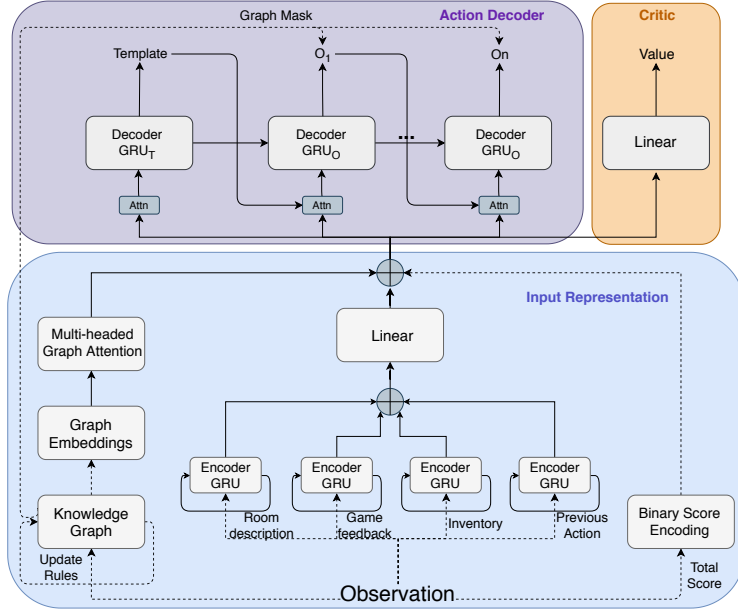 Graph Mask
Action Decoder
Critic
Template
O1
On
Value
Decoder
GRUT
Decoder
GRUO
...
Decoder
GRUO
Linear
Attn
Attn
Attn
Input Representation
Multi-headed
Graph Attention
Linear
Graph
Embeddings
Encoder
GRU
Encoder
GRU
Encoder
GRU
Encoder
GRU
Knowledge
Graph
Room
description
Game
feedback
Inventory
Previous
Action
Binary Score
Encoding
Update
Rules
Observation
Total
Score